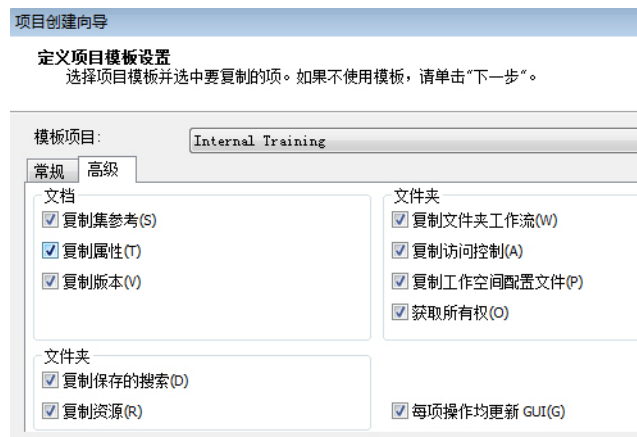 项目创建向导
定义项目模板设置
选择项目模板并选中要复制的项。如果不使用模板，请单击“下一步”。
模板项目：
Internal Training
常规
高级
文档
复制集参考(S)
复制属性(T)
复制版本(V)
文件夹
复制文件夹工作流(W)
复制访问控制(A)
复制工作空间配置文件(P)
获取所有权(O)
文件夹
复制保存的搜索(D)
复制资源(R)
每项操作均更新 GUI(G)